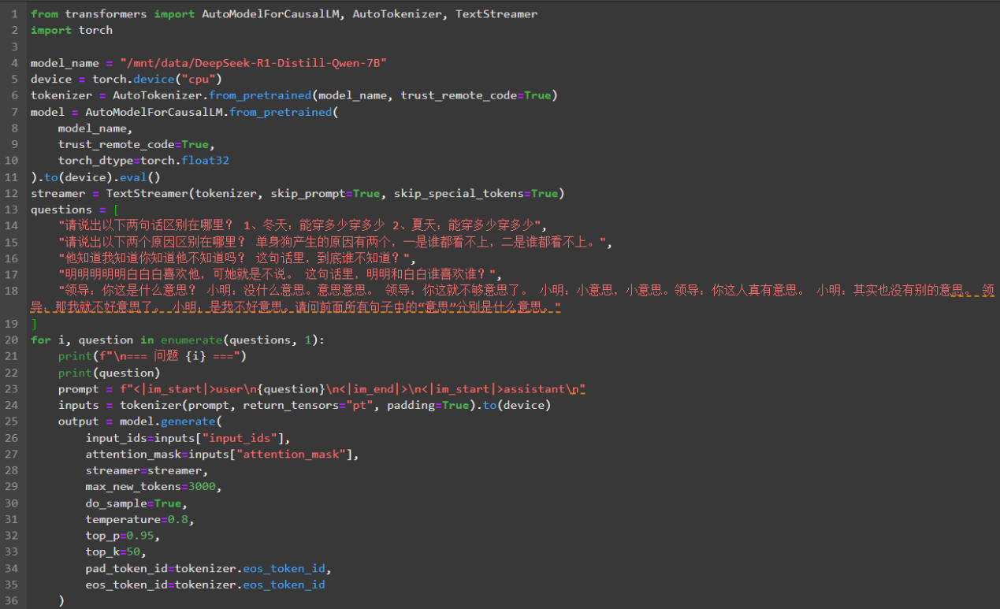 1 from transformers import AutoModelForCausalLM, AutoTokenizer, TextStreamer
2 import torch
3
4 model_name = "/mnt/data/DeepSeek-R1-Distill-Qwen-7B"
5 device = torch.device("cpu")
6 tokenizer = AutoTokenizer.from_pretrained(model_name, trust_remote_code=True)
7 model = AutoModelForCausalLM.from_pretrained(
8     model_name,
9     trust_remote_code=True,
10     torch_dtype=torch.float32
11 ).to(device).eval()
12 streamer = TextStreamer(tokenizer, skip_prompt=True, skip_special_tokens=True)
13 questions = [
14     "请说出以下两句话区别在哪里？ 1、冬天：能穿多少穿多少 2、夏天：能穿多少穿多少",
15     "请说出以下两个原因区别在哪里？ 单身狗产生的原因有两个，一是谁都看不上，二是谁都看不上。",
16     "他知道我知道你知道他不知道吗？ 这句话里，到底谁不知道？",
17     "明明明明明白白白喜欢他，可她就是不说。 这句话里，明明和白白谁喜欢谁？",
18     "领导：你这是什么意思？ 小明：没什么意思。意思意思。 领导：你这就不够意思了。 小明：小意思，小意思。领导：你这人真有意思。 小明：其实也没有别的意思。 领
导：那我就不好意思了。 小明：是我不好意思。请问前面所有句子中的“意思”分别是什么意思。"
19 ]
20 for i, question in enumerate(questions, 1):
21     print(f"\n=== 问题 {i} ===")
22     print(question)
23     prompt = f"<|im_start|>user\n{question}\n<|im_end|>\n<|im_start|>assistant\n"
24     inputs = tokenizer(prompt, return_tensors="pt", padding=True).to(device)
25     output = model.generate(
26         input_ids=inputs["input_ids"],
27         attention_mask=inputs["attention_mask"],
28         streamer=streamer,
29         max_new_tokens=3000,
30         do_sample=True,
31         temperature=0.8,
32         top_p=0.95,
33         top_k=50,
34         pad_token_id=tokenizer.eos_token_id,
35         eos_token_id=tokenizer.eos_token_id
36     )